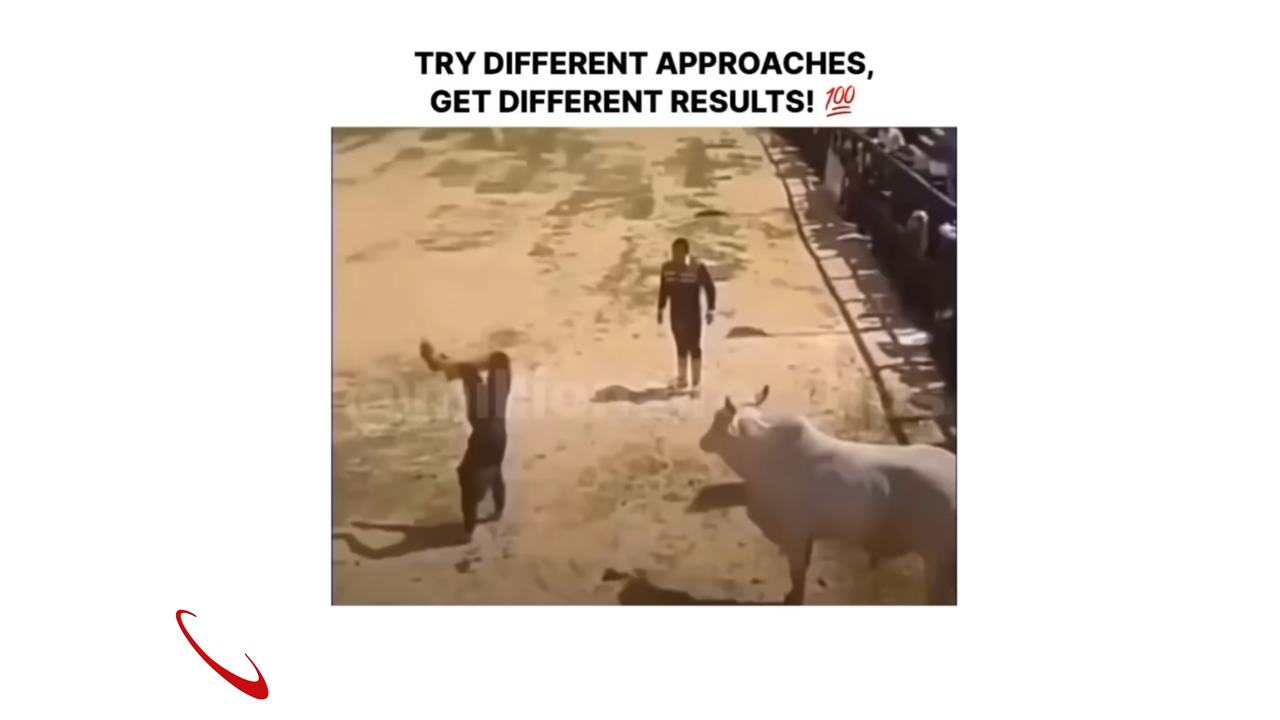 TRY DIFFERENT APPROACHES,
GET DIFFERENT RESULTS! 💯